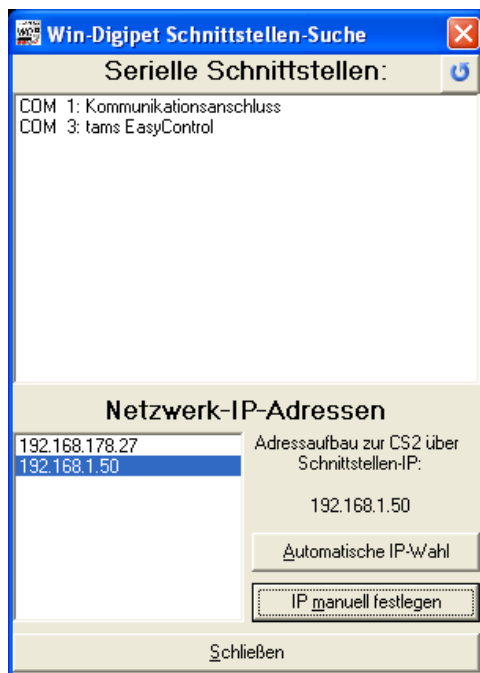 Win-Digipet Schnittstellen-Suche
Serielle Schnittstellen:
COM 1: Kommunikationsanschluss
COM 3: tams EasyControl
Netzwerk-IP-Adressen
192.168.178.27
192.168.1.50
Adressaufbau zur CS2 über
Schnittstellen-IP:
192.168.1.50
Automatische IP-Wahl
IP manuell festlegen
Schließen